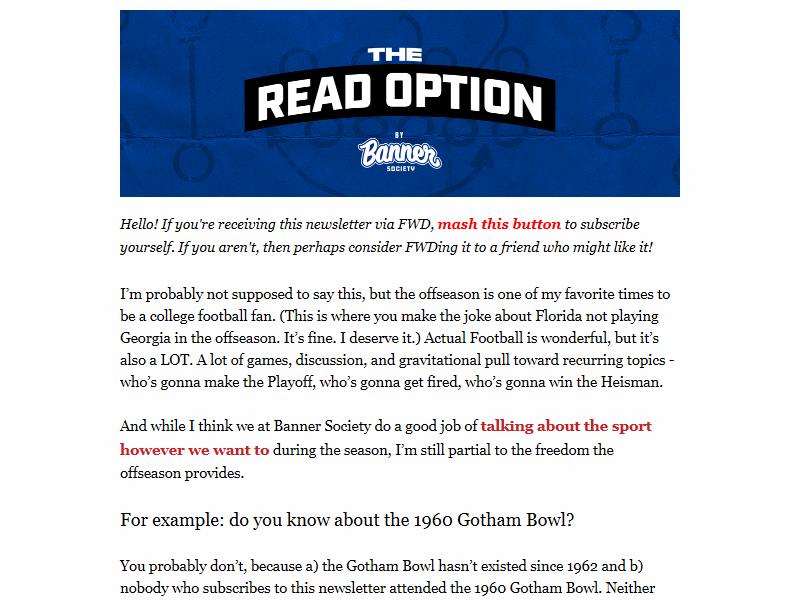 THE
READ OPTION
BY
Banner
SOCIETY
Hello! If you're receiving this newsletter via FWD, mash this button to subscribe
yourself. If you aren't, then perhaps consider FWDing it to a friend who might like it!
I’m probably not supposed to say this, but the offseason is one of my favorite times to
be a college football fan. (This is where you make the joke about Florida not playing
Georgia in the offseason. It’s fine. I deserve it.) Actual Football is wonderful, but it’s
also a LOT. A lot of games, discussion, and gravitational pull toward recurring topics -
who’s gonna make the Playoff, who’s gonna get fired, who’s gonna win the Heisman.
And while I think we at Banner Society do a good job of talking about the sport
however we want to during the season, I’m still partial to the freedom the
offseason provides.
For example: do you know about the 1960 Gotham Bowl?
You probably don’t, because a) the Gotham Bowl hasn’t existed since 1962 and b)
nobody who subscribes to this newsletter attended the 1960 Gotham Bowl. Neither